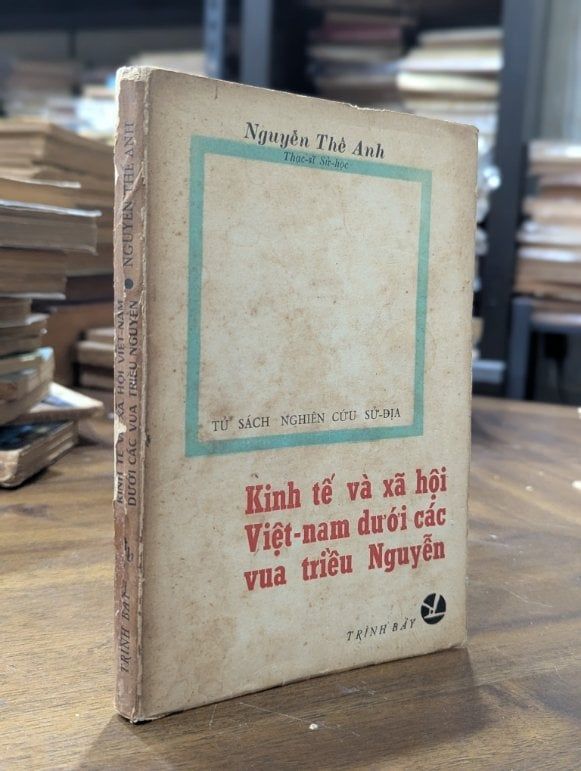 Nguyễn Thế Anh
Thạc-sĩ Sử-học
TỦ SÁCH NGHIÊN CỨU SỬ-ĐỊA
Kinh tế và xã hội
Việt-nam dưới các
vua triều Nguyễn
TRÌNH BẦY
KINH TẾ VÀ XÃ HỘI VIỆT-NAM
DƯỚI CÁC VUA TRIỀU NGUYỄN • NGUYỄN THẾ ANH
TRÌNH BẦY